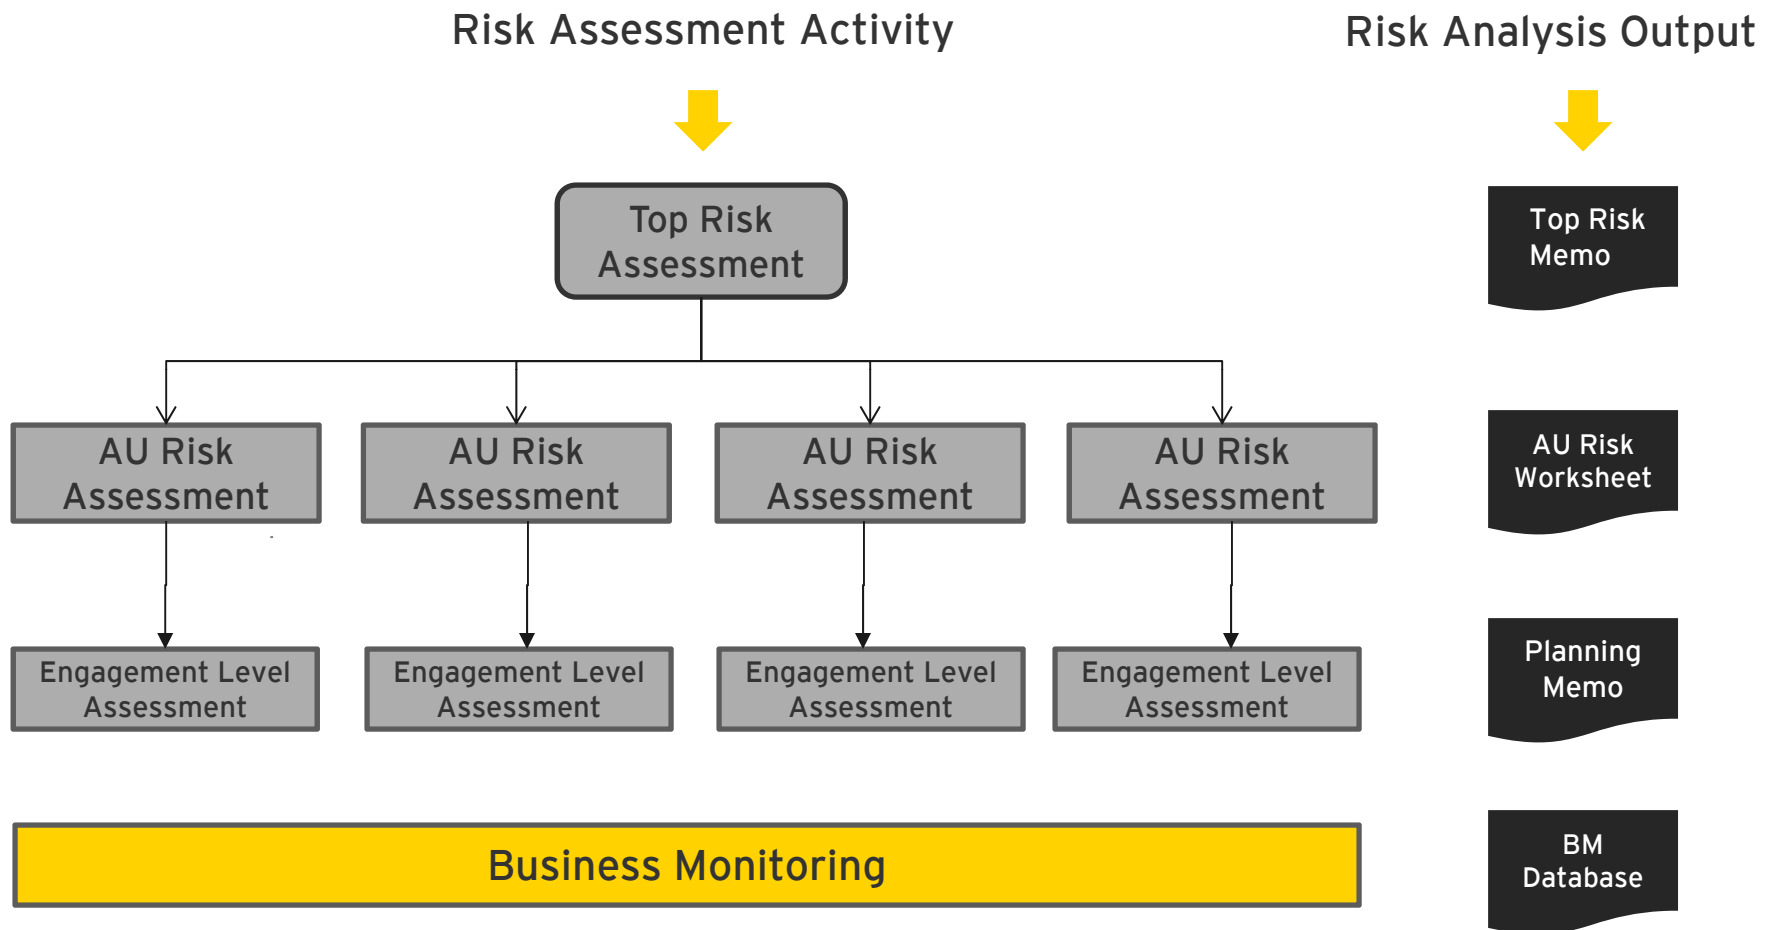 Risk Assessment Activity
Risk Analysis Output
Top Risk
Assessment
Top Risk
Memo
AU Risk
Assessment
AU Risk
Assessment
AU Risk
Assessment
AU Risk
Assessment
AU Risk
Worksheet
Engagement Level
Assessment
Engagement Level
Assessment
Engagement Level
Assessment
Engagement Level
Assessment
Planning
Memo
Business Monitoring
BM
Database